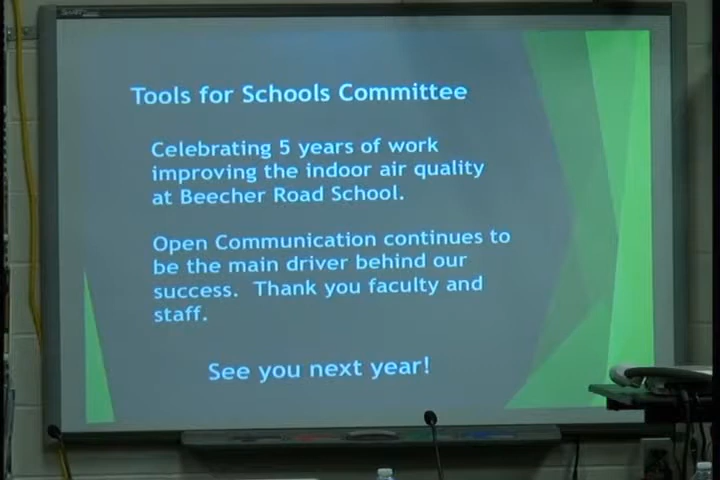 Tools for Schools Committee
Celebrating 5 years of work
improving the indoor air quality
at Beecher Road School.
Open Communication continues to
be the main driver behind our
success. Thank you faculty and
staff.
See you next year!